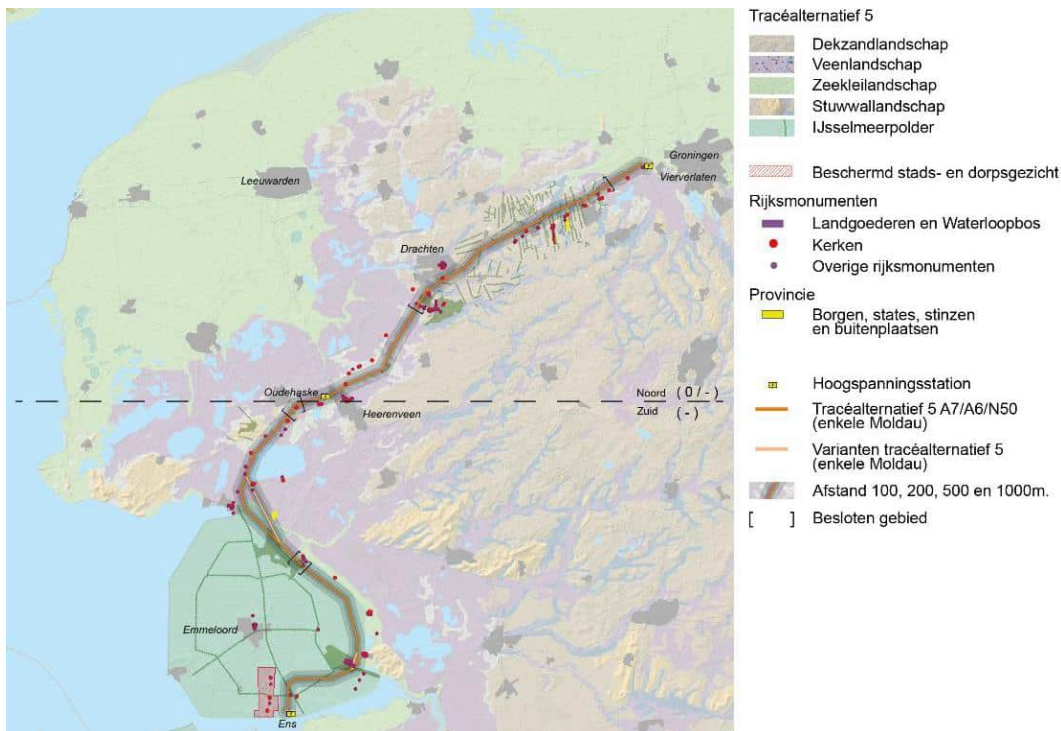 Tracéalternatief 5
Dekzandlandschap
Veenlandschap
Zeekleilandschap
Stuwwallandschap
IJsselmeerpolder
Beschermd stads- en dorpsgezicht
Rijksmonumenten
Landgoederen en Waterloopbos
Kerken
Overige rijksmonumenten
Provincie
Borgen, states, stinzen
en buitenplaatsen
Hoogspanningsstation
Tracéalternatief 5 A7/A6/N50
(enkele Moldau)
Varianten tracéalternatief 5
(enkele Moldau)
Afstand 100, 200, 500 en 1000m.
[ ] Besloten gebied
Groningen
Vierverlaten
Leeuwarden
Drachten
Oudehaske
Noord ( 0 / - )
Zuid ( - )
Heerenveen
Emmeloord
Ens